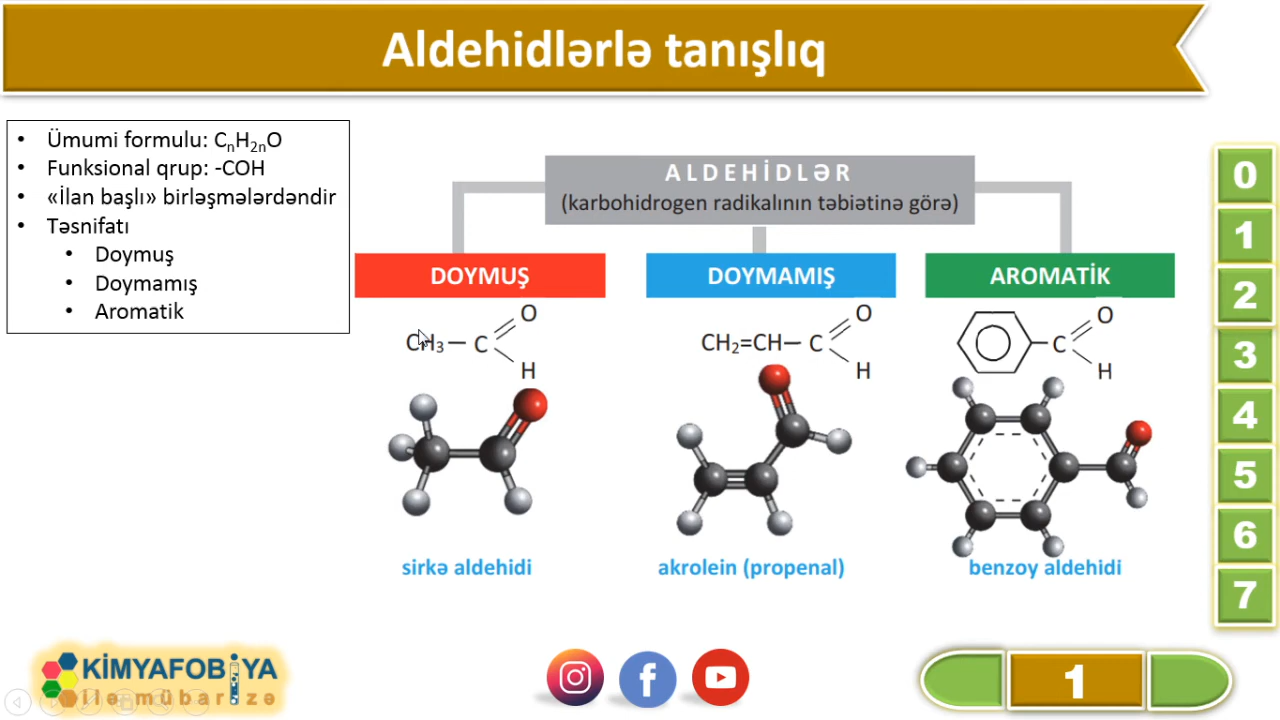 Aldehidlərlə tanışlıq
• Ümumi formulu: CₙH₂ₙO
• Funksional qrup: -COH
• «İlan başlı» birləşmələrdəndir
• Təsnifatı
• Doymuş
• Doymamış
• Aromatik
ALDEHİDLƏR
(karbohidrogen radikalının təbiətinə görə)
DOYMUŞ
DOYMAMIŞ
AROMATİK
CH₃—C
O
H
CH₂=CH—C
O
H
C
O
H
sirkə aldehidi
akrolein (propenal)
benzoy aldehidi
0
1
2
3
4
5
6
7
KİMYAFOBİYA
ilə mübarizə
1